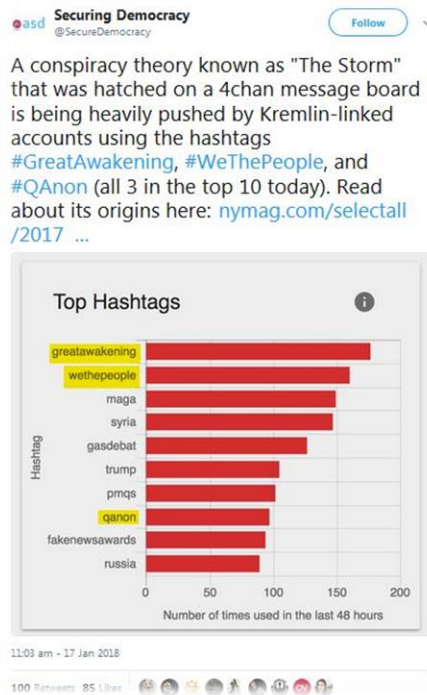 asd
Securing Democracy
@SecureDemocracy
Follow
A conspiracy theory known as "The Storm"
that was hatched on a 4chan message board
is being heavily pushed by Kremlin-linked
accounts using the hashtags
#GreatAwakening, #WeThePeople, and
#QAnon (all 3 in the top 10 today). Read
about its origins here: nymag.com/selectall
/2017 ...
Top Hashtags
i
greatawakening
wethepeople
maga
syria
gasdebat
trump
pmqs
qanon
fakenewsawards
russia
Hashtag
0 50 100 150 200
Number of times used in the last 48 hours
11:03 am - 17 Jan 2018
100 Retweets 85 Likes